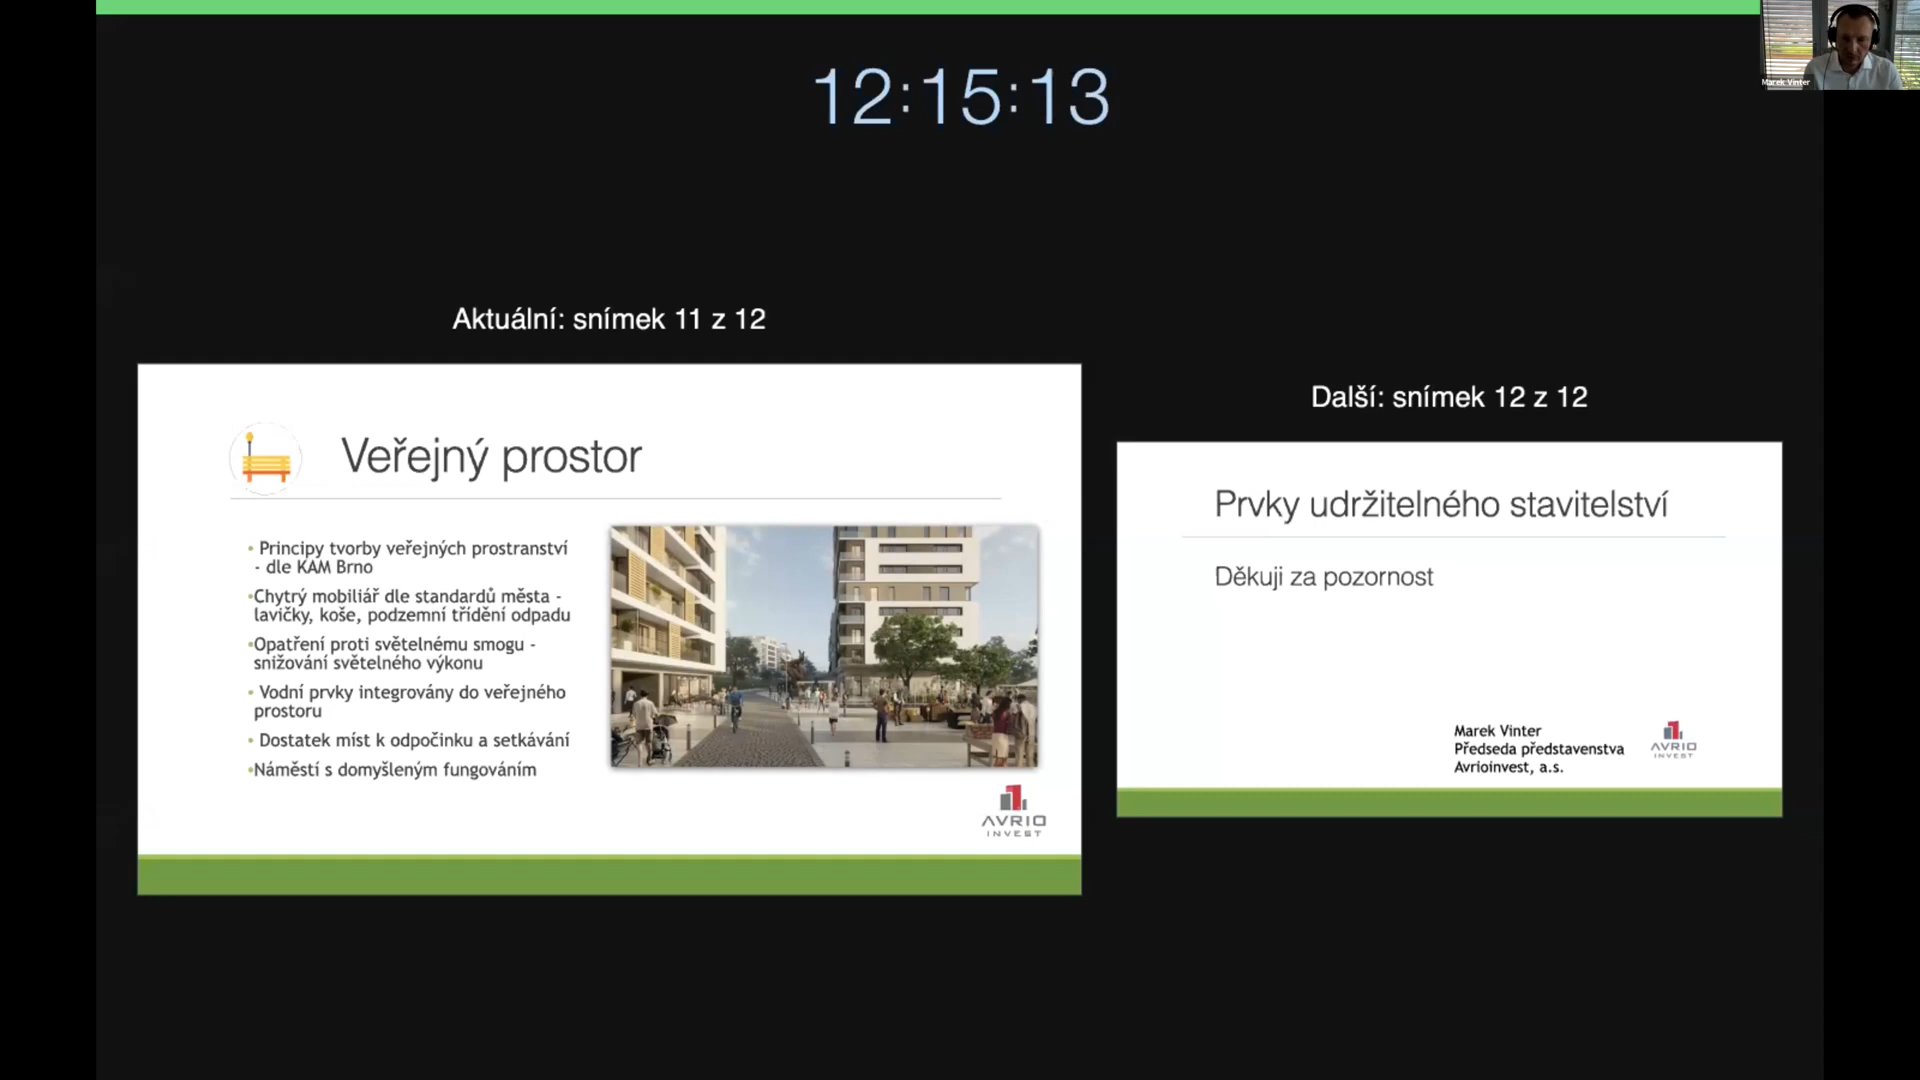 12:15:13
Marek Vinter
Aktuální: snímek 11 z 12
Veřejný prostor
• Principy tvorby veřejných prostranství
- dle KAM Brno
•Chytrý mobiliář dle standardů města -
lavičky, koše, podzemní třídění odpadu
•Opatření proti světelnému smogu -
snižování světelného výkonu
• Vodní prvky integrovány do veřejného
prostoru
• Dostatek míst k odpočinku a setkávání
•Náměstí s domyšleným fungováním
AVRIO
INVEST
Další: snímek 12 z 12
Prvky udržitelného stavitelství
Děkuji za pozornost
Marek Vinter
Předseda představenstva
Avrioinvest, a.s.
AVRIO
INVEST